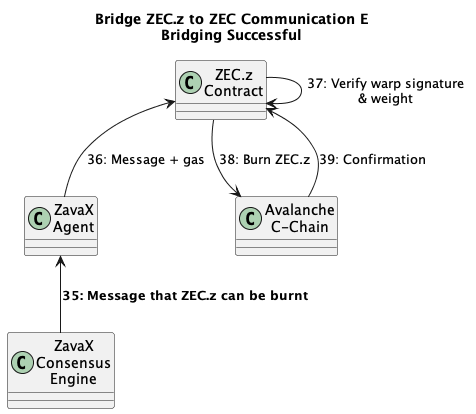 Bridge ZEC.z to ZEC Communication E
Bridging Successful
C
ZEC.z
Contract
37: Verify warp signature
& weight
36: Message + gas
38: Burn ZEC.z
39: Confirmation
C
ZavaX
Agent
C
Avalanche
C-Chain
35: Message that ZEC.z can be burnt
C
ZavaX
Consensus
Engine